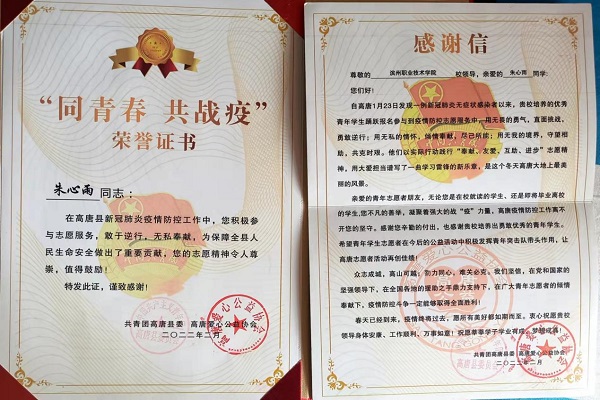 “同青春 共战疫”
荣誉证书
朱心雨 同志：
在高唐县新冠肺炎疫情防控工作中，您积极参
与志愿服务，敢于逆行，无私奉献，为保障全县人
民生命安全做出了重要贡献，您的志愿精神令人尊
崇，值得鼓励！
特发此证，谨致谢意！
共青团高唐县委 高唐爱心公益协会
二〇二二年二月
感谢信
尊敬的 滨州职业技术学院 校领导，亲爱的 朱心雨 同学：
您们好！
自高唐1月23日发现一例新冠肺炎无症状感染者以来，贵校培养的优秀
青年学生踊跃报名参与到疫情防控志愿服务中，用无畏的勇气，直面挑战，
勇敢逆行；用无私的情怀，倾情奉献，尽己所能；用无我的境界，守望相
助，共克时艰。他们以实际行动践行“奉献、友爱、互助、进步”志愿精
神，用大爱担当谱写了一曲学习雷锋的新乐章，是这个冬天高唐大地上最美
丽的风景。
亲爱的青年志愿者朋友，无论您是在校就读的学生、还是即将毕业离校
的学生，您不凡的善举，凝聚着强大的战“疫”力量，高唐疫情防控工作离不
开您的坚守。感谢您辛勤的付出，也感谢贵校培养出勇敢优秀的青年学生。
希望青年学生志愿者在今后的公益活动中积极发挥青年突击队带头作用，让
高唐志愿者活动再创佳绩！
众志成城，高山可越；勠力同心，难关必克。我们坚信，在党和国家的
坚强领导下，在全国各地的援助之手鼎力支持下，在广大青年志愿者的倾情
奉献下，疫情防控斗争一定能够取得全面胜利！
春天已经到来，疫情终将过去，愿所有美好都如期而至。衷心祝愿贵校
领导身体安康、工作顺利、万事如意！祝愿莘莘学子学业有成，梦想成真！
共青团高唐县委 高唐爱心公益协会
二〇二二年二月